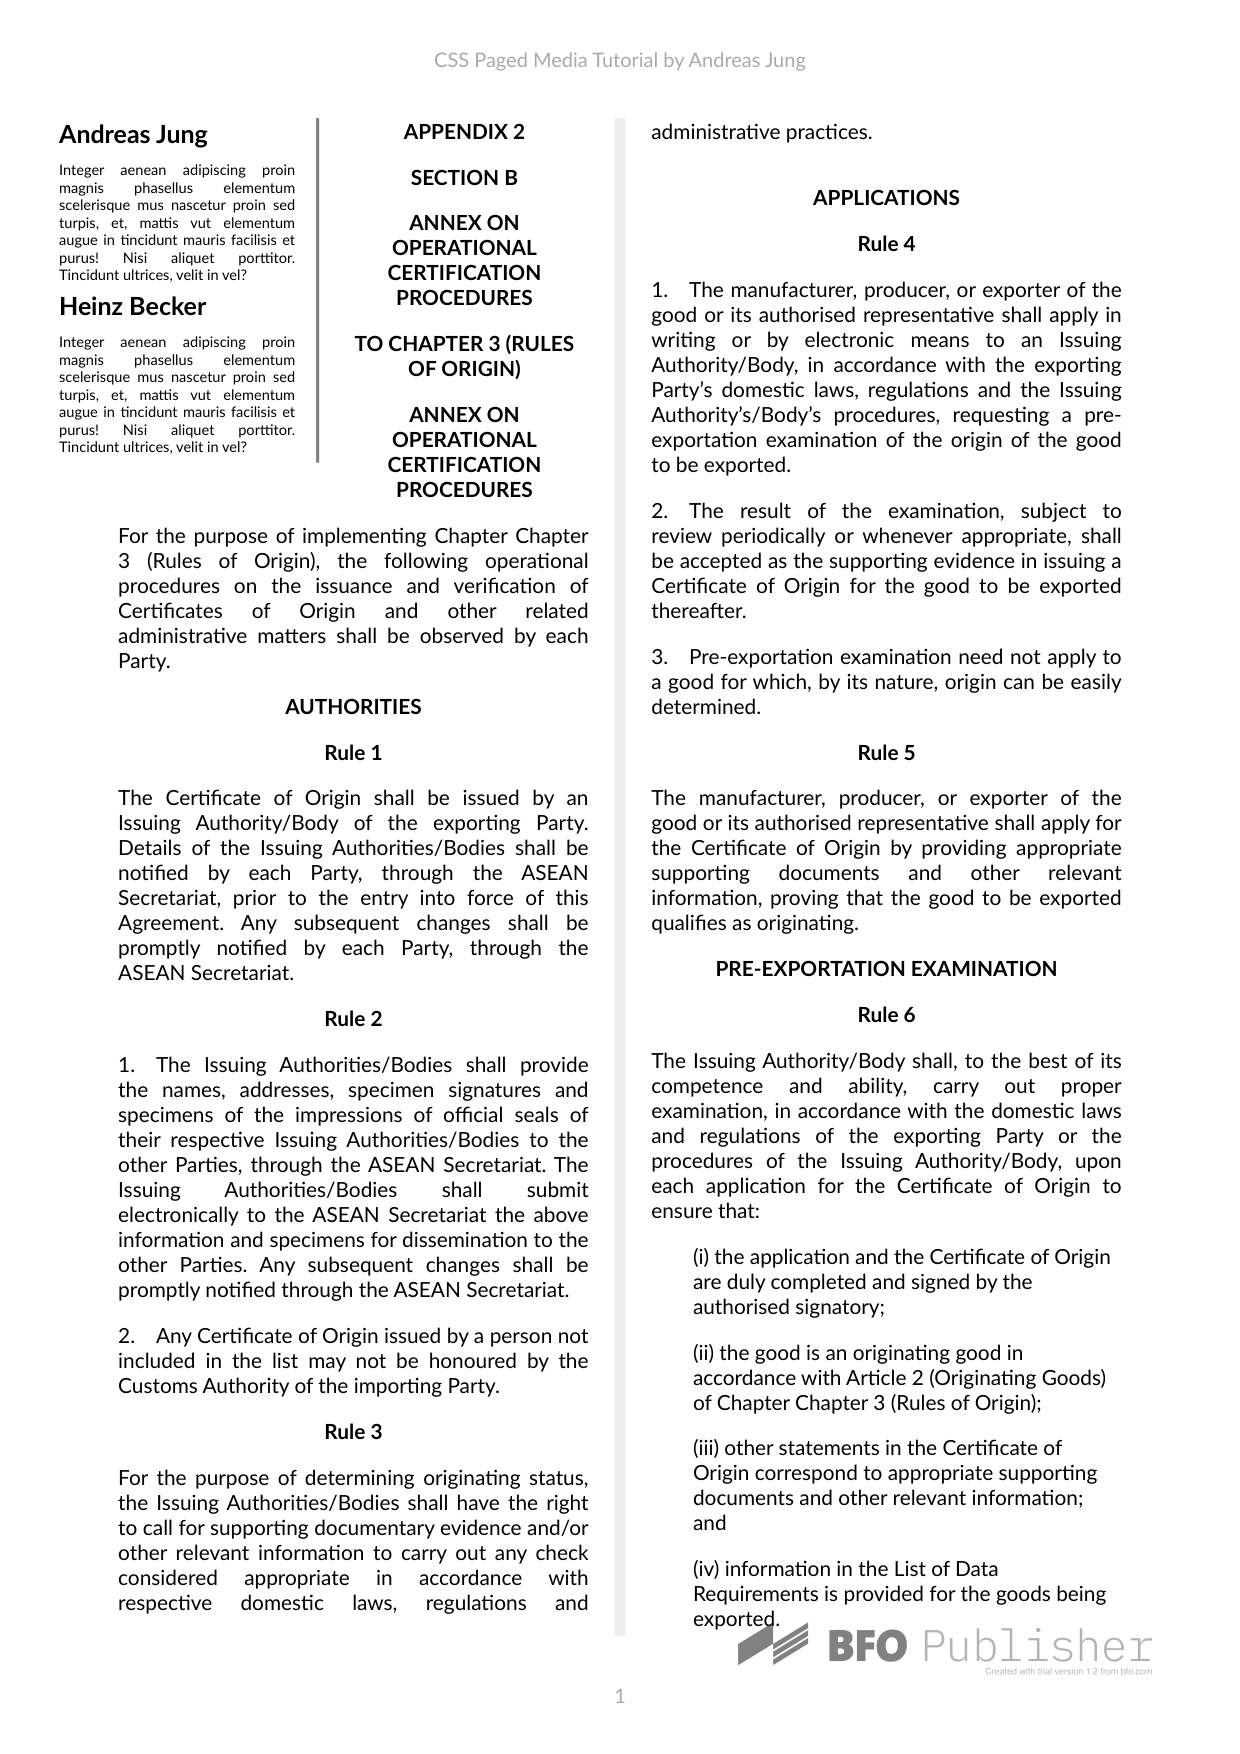 CSS Paged Media Tutorial by Andreas Jung
Andreas Jung
Integer aenean adipiscing proin
magnis phasellus elementum
scelerisque mus nascetur proin sed
turpis, et, mattis vut elementum
augue in tincidunt mauris facilisis et
purus! Nisi aliquet porttitor.
Tincidunt ultrices, velit in vel?
Heinz Becker
Integer aenean adipiscing proin
magnis phasellus elementum
scelerisque mus nascetur proin sed
turpis, et, mattis vut elementum
augue in tincidunt mauris facilisis et
purus! Nisi aliquet porttitor.
Tincidunt ultrices, velit in vel?
APPENDIX 2
SECTION B
ANNEX ON
OPERATIONAL
CERTIFICATION
PROCEDURES
TO CHAPTER 3 (RULES
OF ORIGIN)
ANNEX ON
OPERATIONAL
CERTIFICATION
PROCEDURES
For the purpose of implementing Chapter Chapter
3 (Rules of Origin), the following operational
procedures on the issuance and verification of
Certificates of Origin and other related
administrative matters shall be observed by each
Party.
AUTHORITIES
Rule 1
The Certificate of Origin shall be issued by an
Issuing Authority/Body of the exporting Party.
Details of the Issuing Authorities/Bodies shall be
notified by each Party, through the ASEAN
Secretariat, prior to the entry into force of this
Agreement. Any subsequent changes shall be
promptly notified by each Party, through the
ASEAN Secretariat.
Rule 2
1. The Issuing Authorities/Bodies shall provide
the names, addresses, specimen signatures and
specimens of the impressions of official seals of
their respective Issuing Authorities/Bodies to the
other Parties, through the ASEAN Secretariat. The
Issuing Authorities/Bodies shall submit
electronically to the ASEAN Secretariat the above
information and specimens for dissemination to the
other Parties. Any subsequent changes shall be
promptly notified through the ASEAN Secretariat.
2. Any Certificate of Origin issued by a person not
included in the list may not be honoured by the
Customs Authority of the importing Party.
Rule 3
For the purpose of determining originating status,
the Issuing Authorities/Bodies shall have the right
to call for supporting documentary evidence and/or
other relevant information to carry out any check
considered appropriate in accordance with
respective domestic laws, regulations and
administrative practices.
APPLICATIONS
Rule 4
1. The manufacturer, producer, or exporter of the
good or its authorised representative shall apply in
writing or by electronic means to an Issuing
Authority/Body, in accordance with the exporting
Party’s domestic laws, regulations and the Issuing
Authority’s/Body’s procedures, requesting a pre-
exportation examination of the origin of the good
to be exported.
2. The result of the examination, subject to
review periodically or whenever appropriate, shall
be accepted as the supporting evidence in issuing a
Certificate of Origin for the good to be exported
thereafter.
3. Pre-exportation examination need not apply to
a good for which, by its nature, origin can be easily
determined.
Rule 5
The manufacturer, producer, or exporter of the
good or its authorised representative shall apply for
the Certificate of Origin by providing appropriate
supporting documents and other relevant
information, proving that the good to be exported
qualifies as originating.
PRE-EXPORTATION EXAMINATION
Rule 6
The Issuing Authority/Body shall, to the best of its
competence and ability, carry out proper
examination, in accordance with the domestic laws
and regulations of the exporting Party or the
procedures of the Issuing Authority/Body, upon
each application for the Certificate of Origin to
ensure that:
(i) the application and the Certificate of Origin
are duly completed and signed by the
authorised signatory;
(ii) the good is an originating good in
accordance with Article 2 (Originating Goods)
of Chapter Chapter 3 (Rules of Origin);
(iii) other statements in the Certificate of
Origin correspond to appropriate supporting
documents and other relevant information;
and
(iv) information in the List of Data
Requirements is provided for the goods being
exported.
BFO Publisher
Created with trial version 1.2 from bfo.com
1